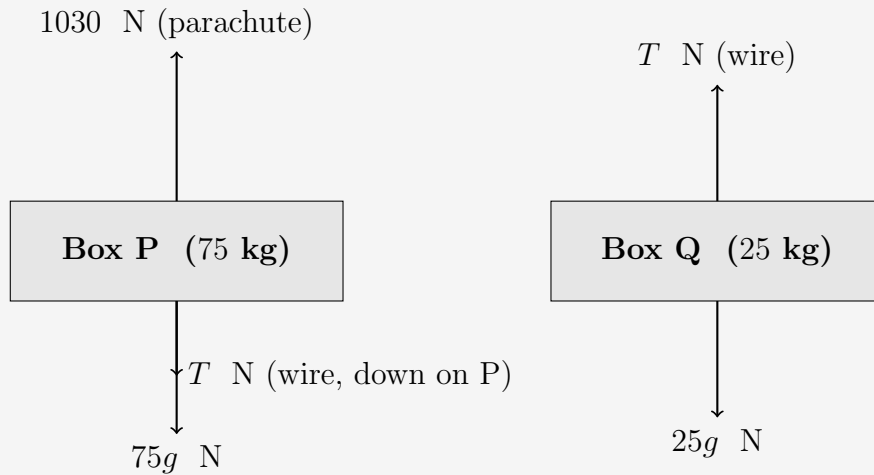 1030 N (parachute)
T N (wire)
Box P (75 kg)
Box Q (25 kg)
T N (wire, down on P)
75g N
25g N